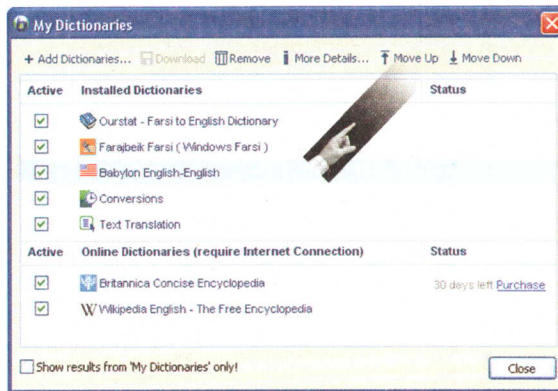 My Dictionaries
+ Add Dictionaries... Download Remove More Details... Move Up Move Down
Active Installed Dictionaries Status
Ourstat - Farsi to English Dictionary
Farajbeik Farsi ( Windows Farsi )
Babylon English-English
Conversions
Text Translation
Active Online Dictionaries (require Internet Connection) Status
Britannica Concise Encyclopedia 30 days left Purchase
Wikipedia English - The Free Encyclopedia
Show results from 'My Dictionaries' only!
Close